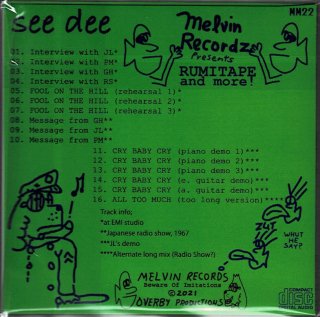 see dee
MM22
Melvin
Recordz
Presents
RUMITAPE
and more!
01. Interview with JL*
02. Interview with PM*
03. Interview with GH*
04. Interview with RS*
05. FOOL ON THE HILL (rehearsal 1)*
06. FOOL ON THE HILL (rehearsal 2)*
07. FOOL ON THE HILL (rehearsal 3)*
08. Message from GH**
09. Message from JL**
10. Message from PM**
11. CRY BABY CRY (piano demo 1)***
12. CRY BABY CRY (piano demo 2)***
13. CRY BABY CRY (piano demo 3)***
14. CRY BABY CRY (e. guitar demo)***
15. CRY BABY CRY (a. guitar demo)***
16. ALL TOO MUCH (too long version)****
Track info;
*at EMI studio
**Japanese radio show, 1967
***JL's demo
****Alternate long mix (Radio Show?)
ZUT
WHUT
HE
SAY?
MELVIN RECORDS
Beware Of Imitations
©2021
OVERBY PRODUCTIONS
COMPACT
disc
DIGITAL AUDIO